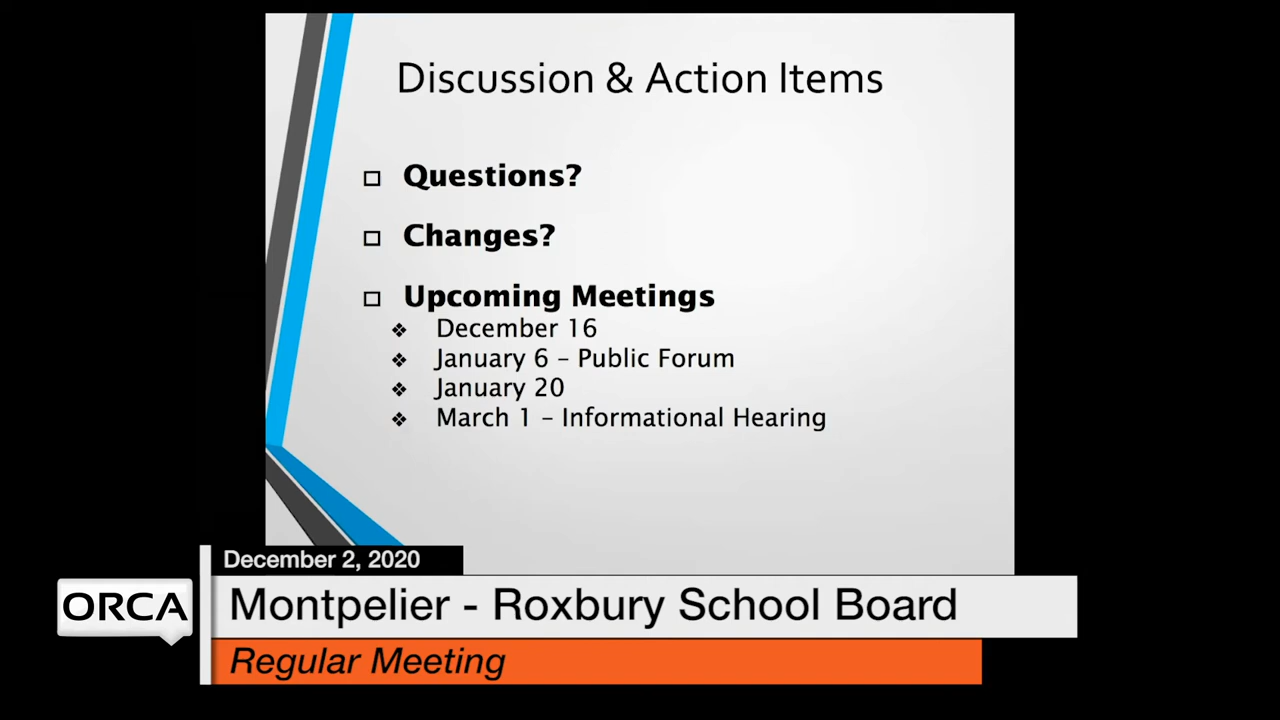 Discussion & Action Items
Questions?
Changes?
Upcoming Meetings
December 16
January 6 – Public Forum
January 20
March 1 – Informational Hearing
December 2, 2020
ORCA
Montpelier - Roxbury School Board
Regular Meeting